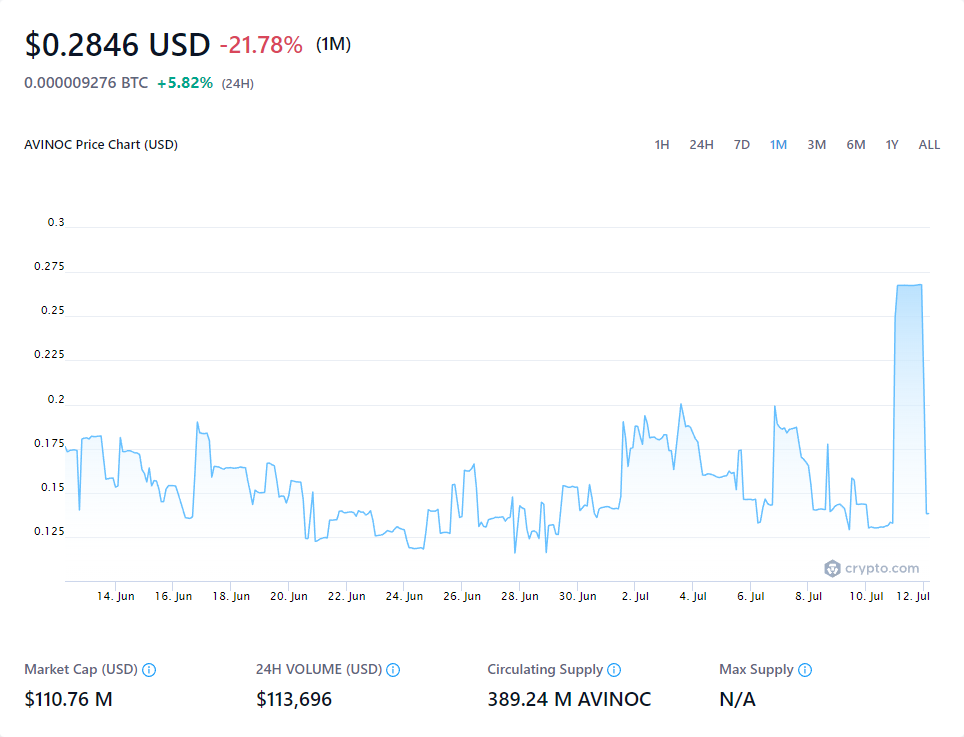 $0.2846 USD -21.78% (1M)
0.000009276 BTC +5.82% (24H)
AVINOC Price Chart (USD) 1H 24H 7D 1M 3M 6M 1Y ALL
0.3
0.275
0.25
0.225
0.2
0.175
0.15
0.125
crypto.com
14. Jun 16. Jun 18. Jun 20. Jun 22. Jun 24. Jun 26. Jun 28. Jun 30. Jun 2. Jul 4. Jul 6. Jul 8. Jul 10. Jul 12. Jul
Market Cap (USD) 24H VOLUME (USD) Circulating Supply Max Supply
$110.76 M $113,696 389.24 M AVINOC N/A